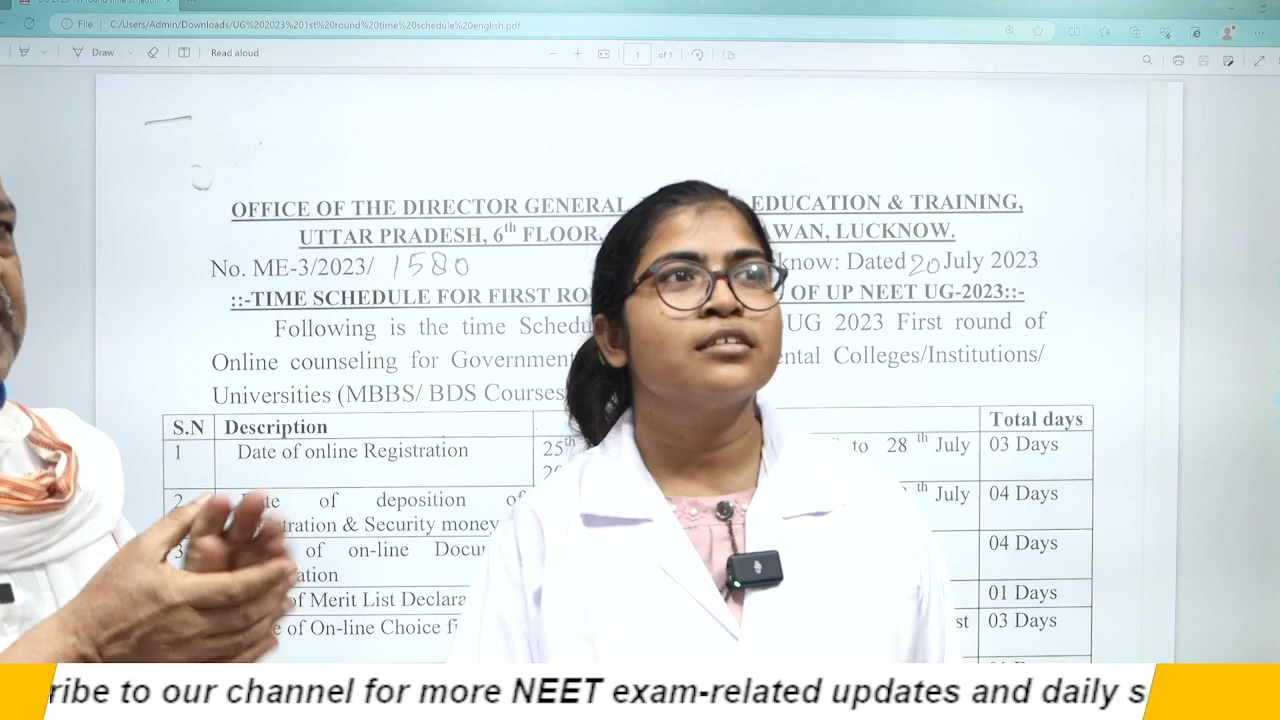 File C:/Users/Admin/Downloads/UG%202023%201st%20round%20time%20schedule%20english.pdf
Draw Read aloud 1 of 1
OFFICE OF THE DIRECTOR GENERAL EDUCATION & TRAINING,
UTTAR PRADESH, 6th FLOOR, AWAN, LUCKNOW.
No. ME-3/2023/ 1580 know: Dated 20 July 2023
::-TIME SCHEDULE FOR FIRST RO OF UP NEET UG-2023::-
Following is the time Schedu UG 2023 First round of
Online counseling for Government ental Colleges/Institutions/
Universities (MBBS/ BDS Courses
S.N Description Total days
1 Date of online Registration 25th to 28 th July 03 Days
2 te of deposition of th July 04 Days
tration & Security money
3 of on-line Docu 04 Days
ation
of Merit List Declara 01 Days
e of On-line Choice fi st 03 Days
ribe to our channel for more NEET exam-related updates and daily s